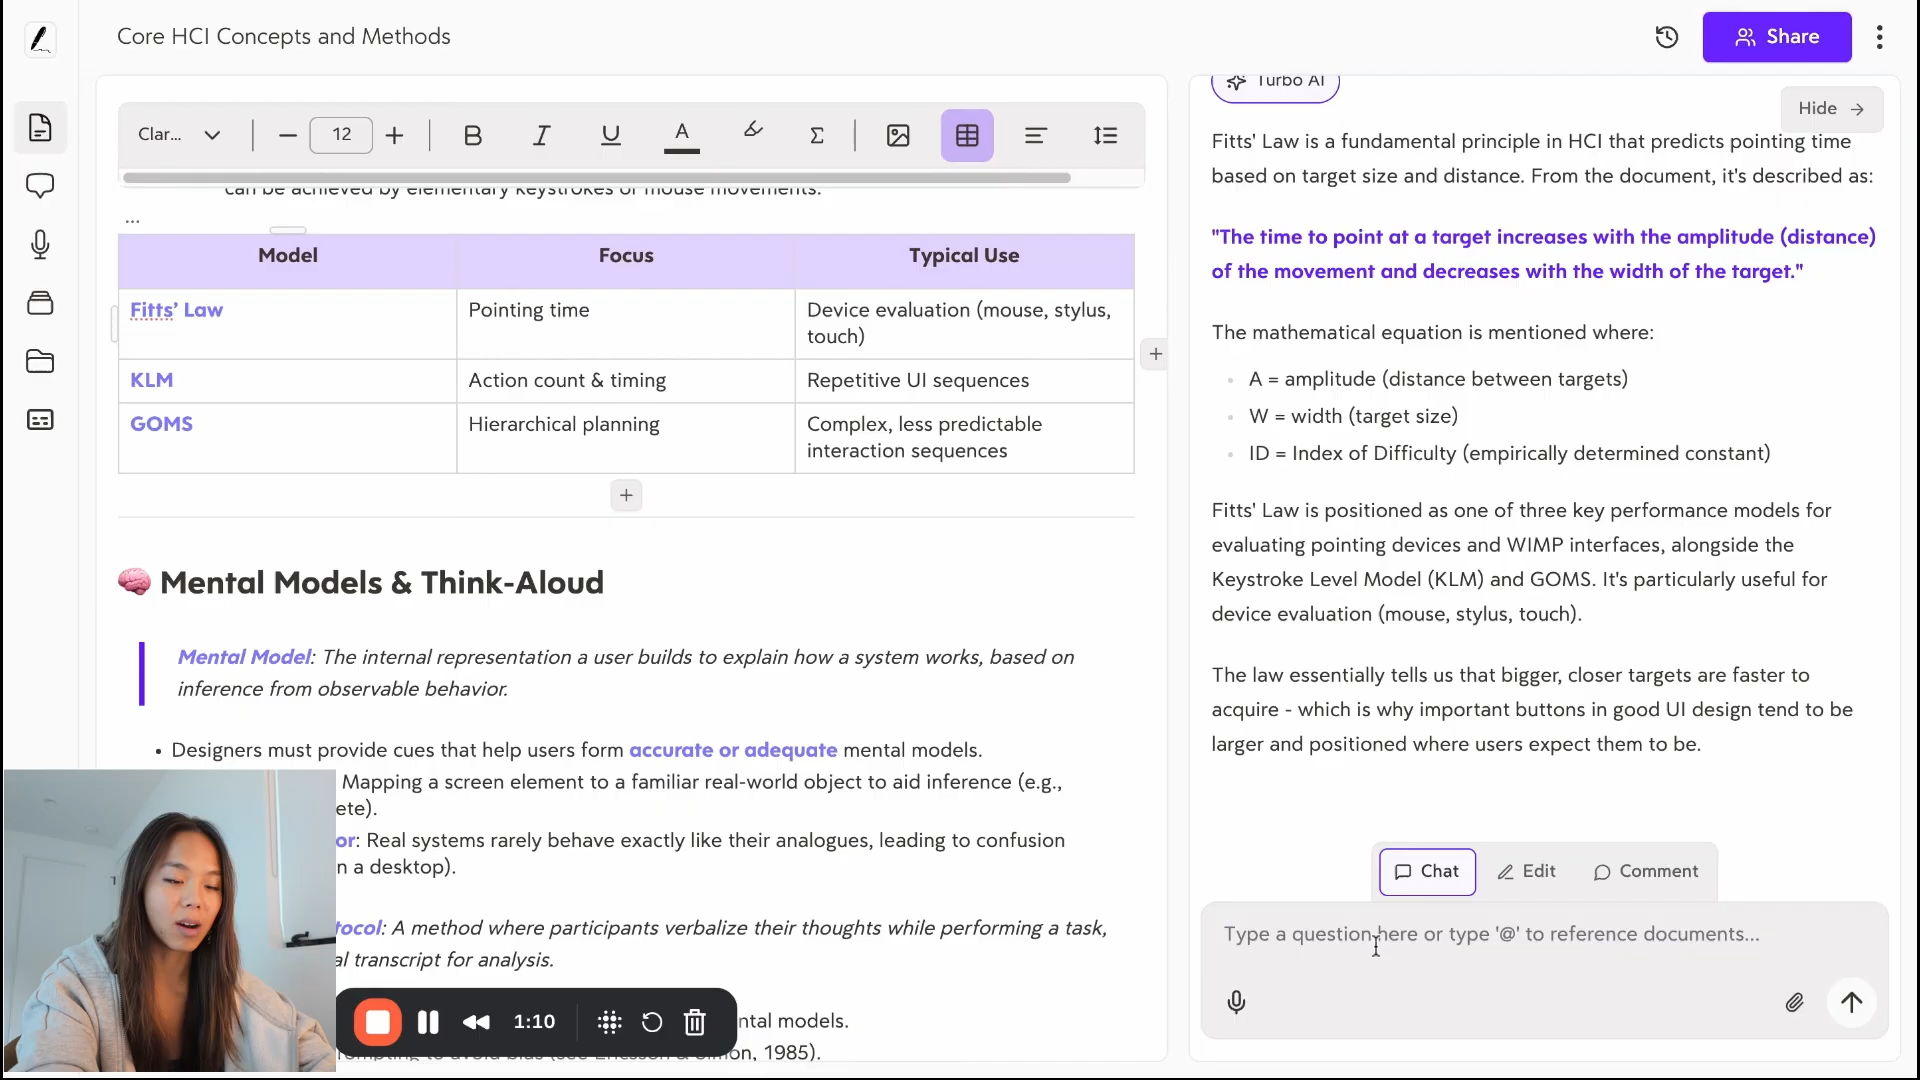 Core HCI Concepts and Methods
Share
Clar...
12
B
I
U
A
Σ
can be achieved by elementary keystrokes or mouse movements.
...
Model Focus Typical Use
Fitts’ Law Pointing time Device evaluation (mouse, stylus,
touch)
KLM Action count & timing Repetitive UI sequences
GOMS Hierarchical planning Complex, less predictable
interaction sequences
Mental Models & Think-Aloud
Mental Model: The internal representation a user builds to explain how a system works, based on
inference from observable behavior.
• Designers must provide cues that help users form accurate or adequate mental models.
Mapping a screen element to a familiar real-world object to aid inference (e.g.,
ete).
or: Real systems rarely behave exactly like their analogues, leading to confusion
n a desktop).
tocol: A method where participants verbalize their thoughts while performing a task,
al transcript for analysis.
ntal models.
on, 1985).
1:10
Turbo AI
Hide
Fitts' Law is a fundamental principle in HCI that predicts pointing time
based on target size and distance. From the document, it's described as:
"The time to point at a target increases with the amplitude (distance)
of the movement and decreases with the width of the target."
The mathematical equation is mentioned where:
• A = amplitude (distance between targets)
• W = width (target size)
• ID = Index of Difficulty (empirically determined constant)
Fitts' Law is positioned as one of three key performance models for
evaluating pointing devices and WIMP interfaces, alongside the
Keystroke Level Model (KLM) and GOMS. It's particularly useful for
device evaluation (mouse, stylus, touch).
The law essentially tells us that bigger, closer targets are faster to
acquire - which is why important buttons in good UI design tend to be
larger and positioned where users expect them to be.
Chat
Edit
Comment
Type a question here or type '@' to reference documents...